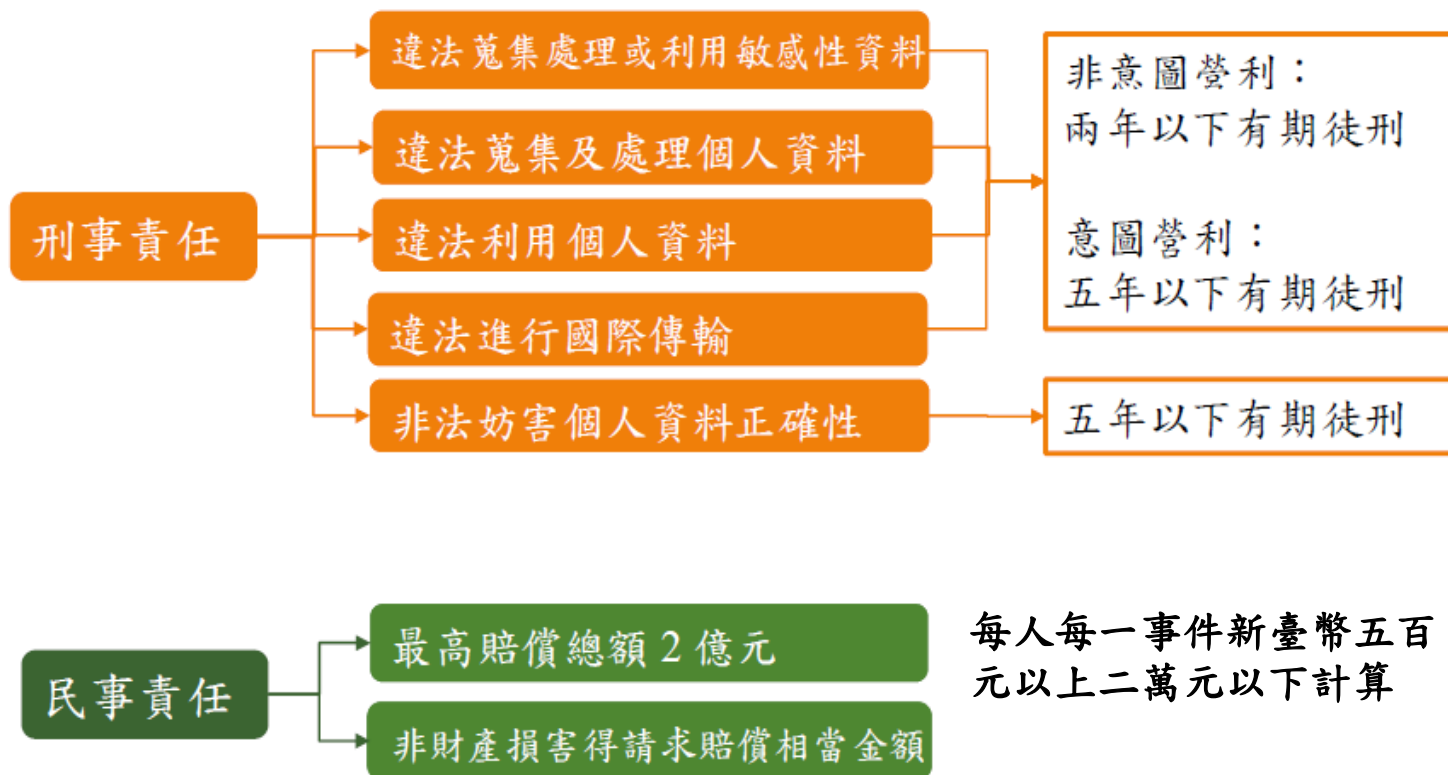 刑事責任
違法蒐集處理或利用敏感性資料
違法蒐集及處理個人資料
違法利用個人資料
違法進行國際傳輸
非法妨害個人資料正確性
非意圖營利：
兩年以下有期徒刑
意圖營利：
五年以下有期徒刑
五年以下有期徒刑
民事責任
最高賠償總額 2 億元
非財產損害得請求賠償相當金額
每人每一事件新臺幣五百
元以上二萬元以下計算